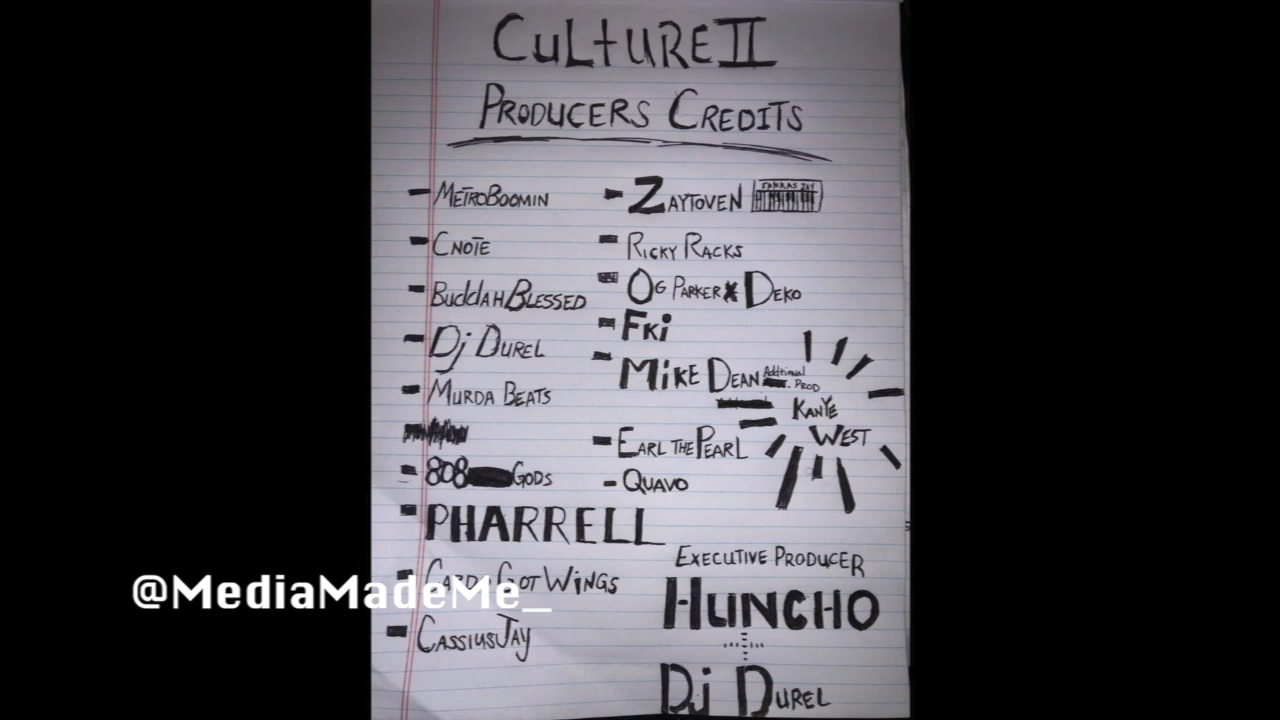 CULTURE II
PRODUCERS CREDITS
- METROBOOMIN
- CNOTE
- BuddAHBLESSED
- Dj DUREL
- MURDA BEATS
- 808 GODS
- PHARRELL
- CARDO GOT WiNGS
- CASSIUSJAY
- ZAYTOVEN
- RICKY RACKS
- OG PARKER X DEKO
- FKi
- MiKE DEAN Additional PROD
KANYE
WEST
- EARL THE PEARL
- QUAVO
EXECUTIVE PRODUCER
HUNCHO
Dj DUREL
@MediaMadeMe_